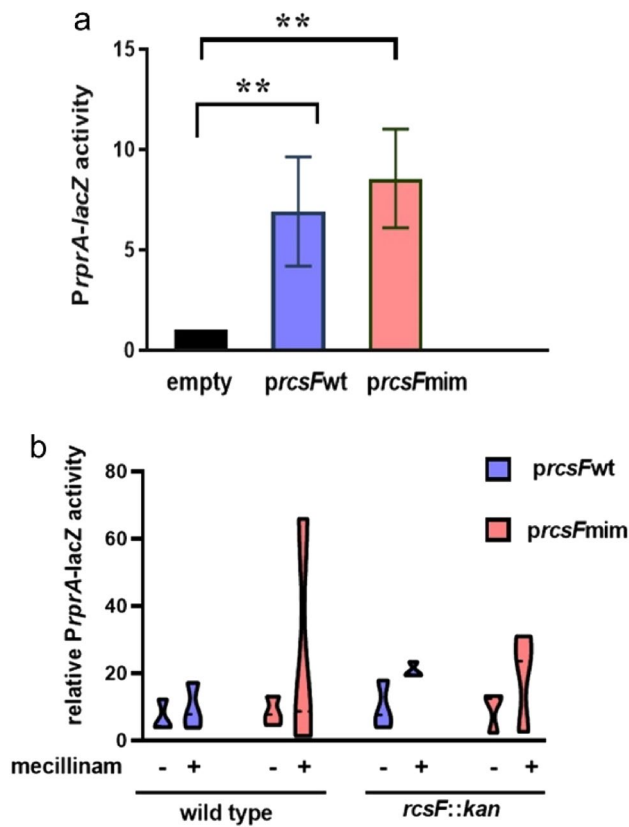 a
**
**
PrprA-lacZ activity
15
10
5
0
empty prcsFwt prcsFmim
b
relative PrprA-lacZ activity
80
60
40
20
0
prcsFwt
prcsFmim
mecillinam - + - + - + - +
wild type rcsF::kan